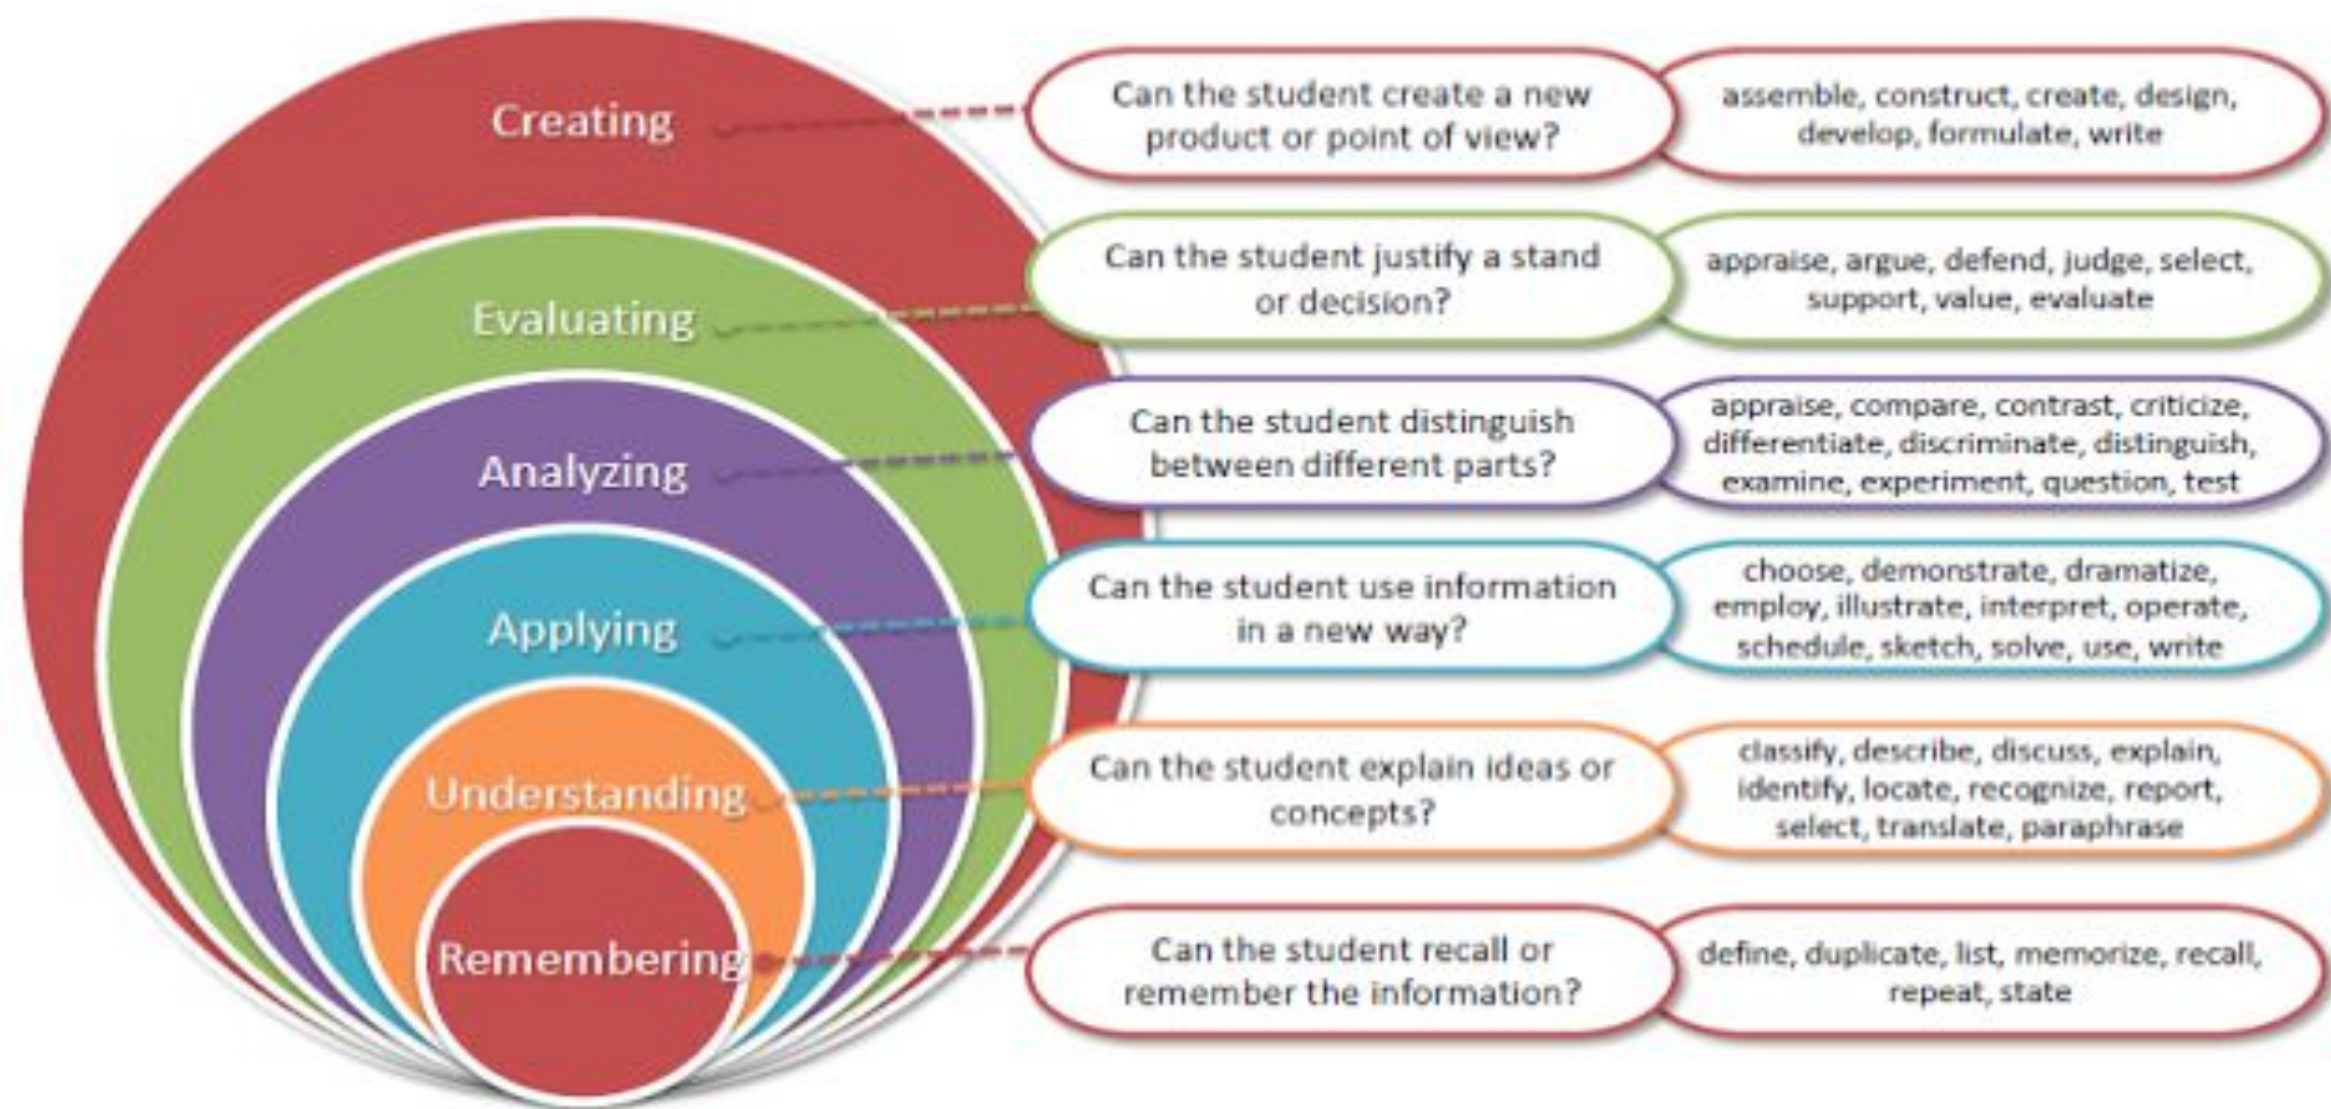 Creating
Can the student create a new
product or point of view?
assemble, construct, create, design,
develop, formulate, write
Evaluating
Can the student justify a stand
or decision?
appraise, argue, defend, judge, select,
support, value, evaluate
Analyzing
Can the student distinguish
between different parts?
appraise, compare, contrast, criticize,
differentiate, discriminate, distinguish,
examine, experiment, question, test
Applying
Can the student use information
in a new way?
choose, demonstrate, dramatize,
employ, illustrate, interpret, operate,
schedule, sketch, solve, use, write
Understanding
Can the student explain ideas or
concepts?
classify, describe, discuss, explain,
identify, locate, recognize, report,
select, translate, paraphrase
Remembering
Can the student recall or
remember the information?
define, duplicate, list, memorize, recall,
repeat, state